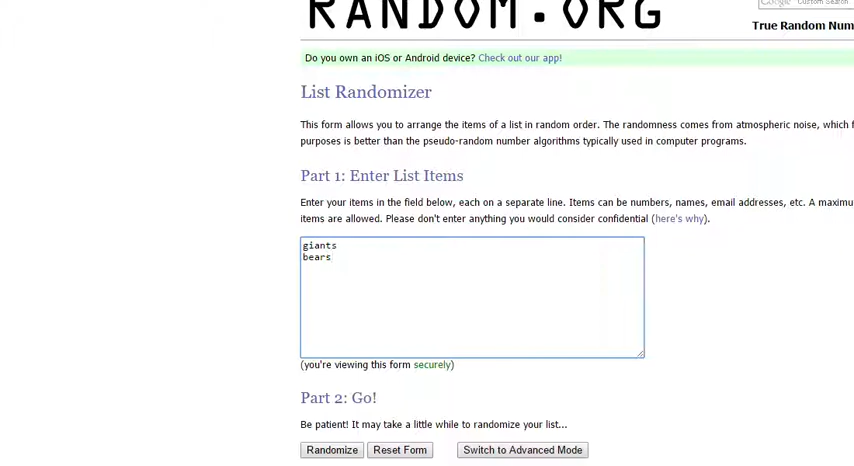 RANDOM.ORG
Google Custom Search
True Random Num
Do you own an iOS or Android device? Check out our app!
List Randomizer
This form allows you to arrange the items of a list in random order. The randomness comes from atmospheric noise, which f
purposes is better than the pseudo-random number algorithms typically used in computer programs.
Part 1: Enter List Items
Enter your items in the field below, each on a separate line. Items can be numbers, names, email addresses, etc. A maximu
items are allowed. Please don't enter anything you would consider confidential (here's why).
giants
bears
(you're viewing this form securely)
Part 2: Go!
Be patient! It may take a little while to randomize your list...
Randomize Reset Form Switch to Advanced Mode